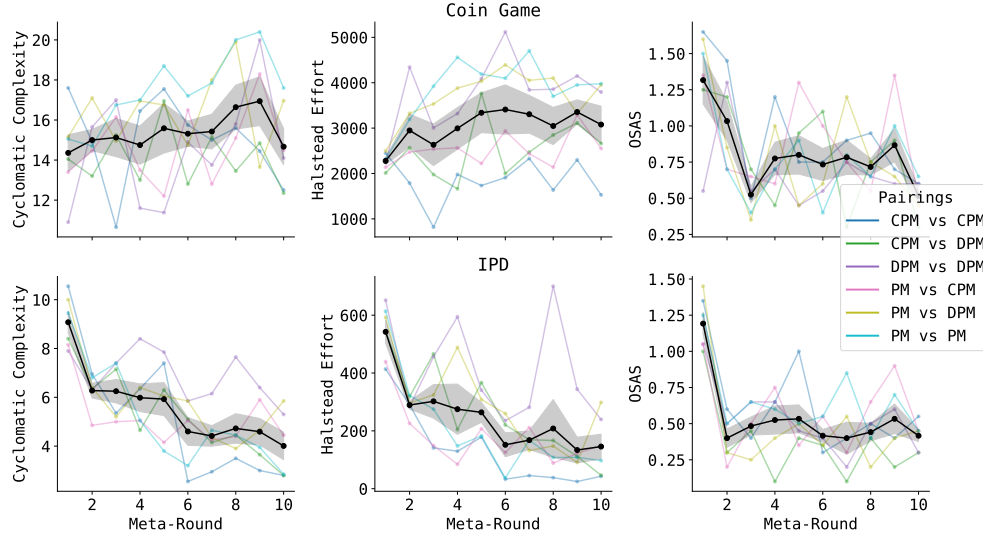 Coin Game
Cyclomatic Complexity
20
18
16
14
12
Halstead Effort
5000
4000
3000
2000
1000
OSAS
1.50
1.25
1.00
0.75
0.50
0.25
Pairings
CPM vs CPM
CPM vs DPM
DPM vs DPM
PM vs CPM
PM vs DPM
PM vs PM
IPD
Cyclomatic Complexity
10
8
6
4
2 4 6 8 10
Meta-Round
Halstead Effort
600
400
200
0
2 4 6 8 10
Meta-Round
OSAS
1.50
1.25
1.00
0.75
0.50
0.25
2 4 6 8 10
Meta-Round